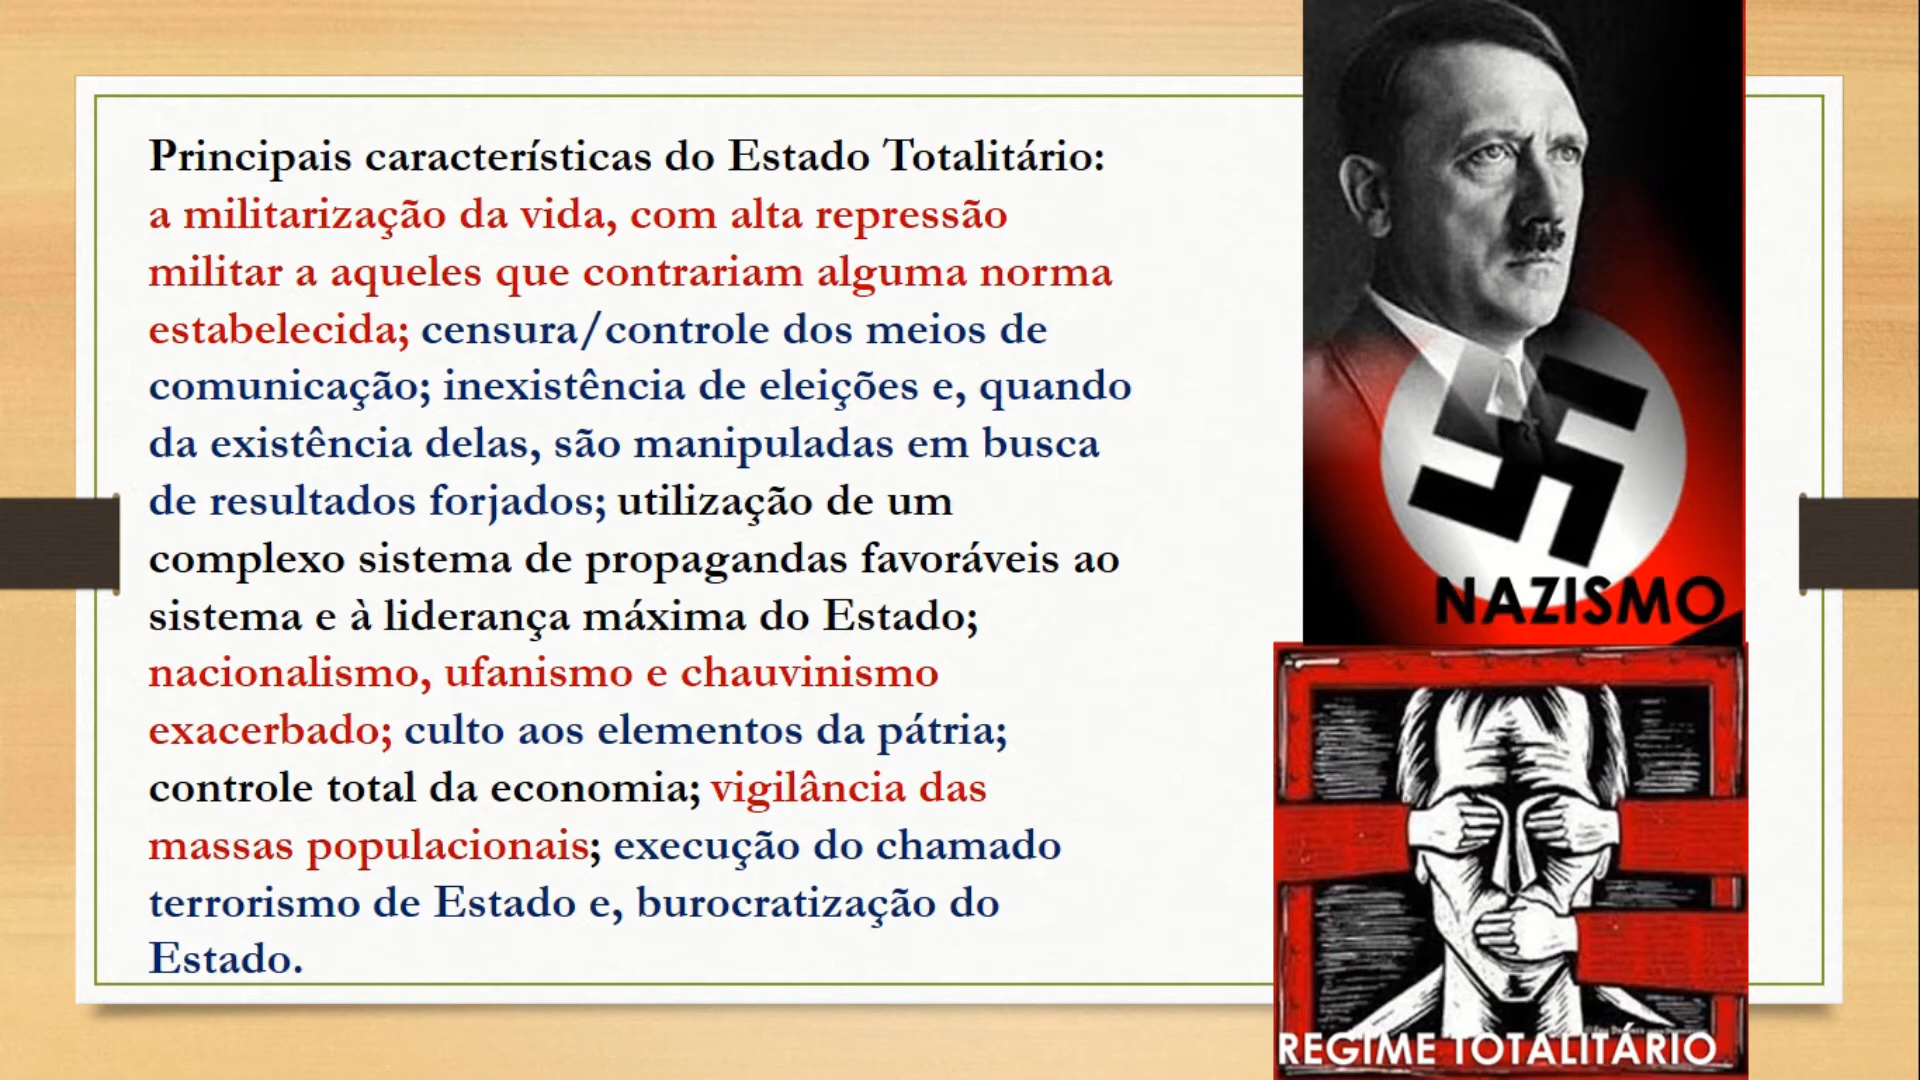 Principais características do Estado Totalitário:
a militarização da vida, com alta repressão
militar a aqueles que contrariam alguma norma
estabelecida; censura/controle dos meios de
comunicação; inexistência de eleições e, quando
da existência delas, são manipuladas em busca
de resultados forjados; utilização de um
complexo sistema de propagandas favoráveis ao
sistema e à liderança máxima do Estado;
nacionalismo, ufanismo e chauvinismo
exacerbado; culto aos elementos da pátria;
controle total da economia; vigilância das
massas populacionais; execução do chamado
terrorismo de Estado e, burocratização do
Estado.
NAZISMO
REGIME TOTALITÁRIO